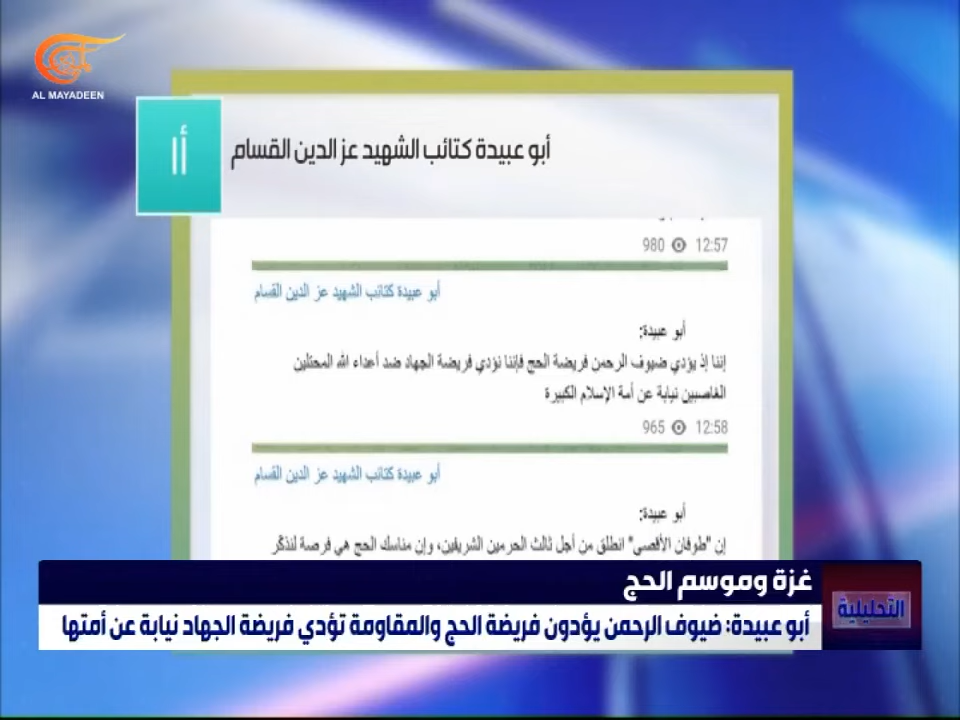 AL MAYADEEN
أبو عبيدة كتائب الشهيد عز الدين القسام
أا
980 12:57
أبو عبيدة كتائب الشهيد عز الدين القسام
أبو عبيدة:
إننا إذ يؤدي ضيوف الرحمن فريضة الحج فإننا نؤدي فريضة الجهاد ضد أعداء الله المحتلين
الغاصبين نيابة عن أمة الإسلام الكبيرة
965 12:58
أبو عبيدة كتائب الشهيد عز الدين القسام
أبو عبيدة:
إن "طوفان الأقصى" انطلق من أجل ثالث الحرمين الشريفين، وإن مناسك الحج هي فرصة لنذكّر
غزة وموسم الحج
التحليلية
أبو عبيدة: ضيوف الرحمن يؤدون فريضة الحج والمقاومة تؤدي فريضة الجهاد نيابة عن أمتها